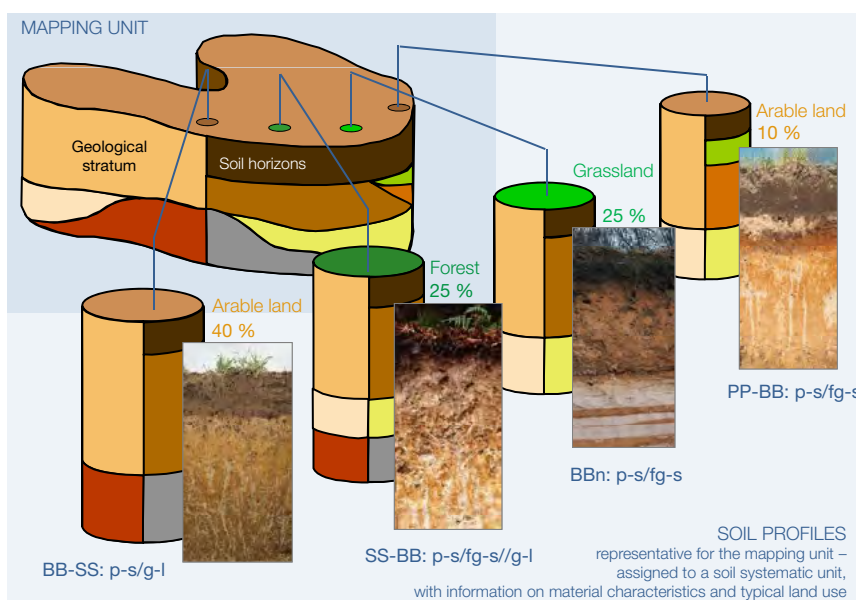 MAPPING UNIT
Geological
stratum
Soil horizons
Arable land
10 %
Grassland
25 %
Forest
25 %
Arable land
40 %
PP-BB: p-s/fg-s
BBn: p-s/fg-s
SS-BB: p-s/fg-s//g-l
BB-SS: p-s/g-l
SOIL PROFILES
representative for the mapping unit –
assigned to a soil systematic unit,
with information on material characteristics and typical land use